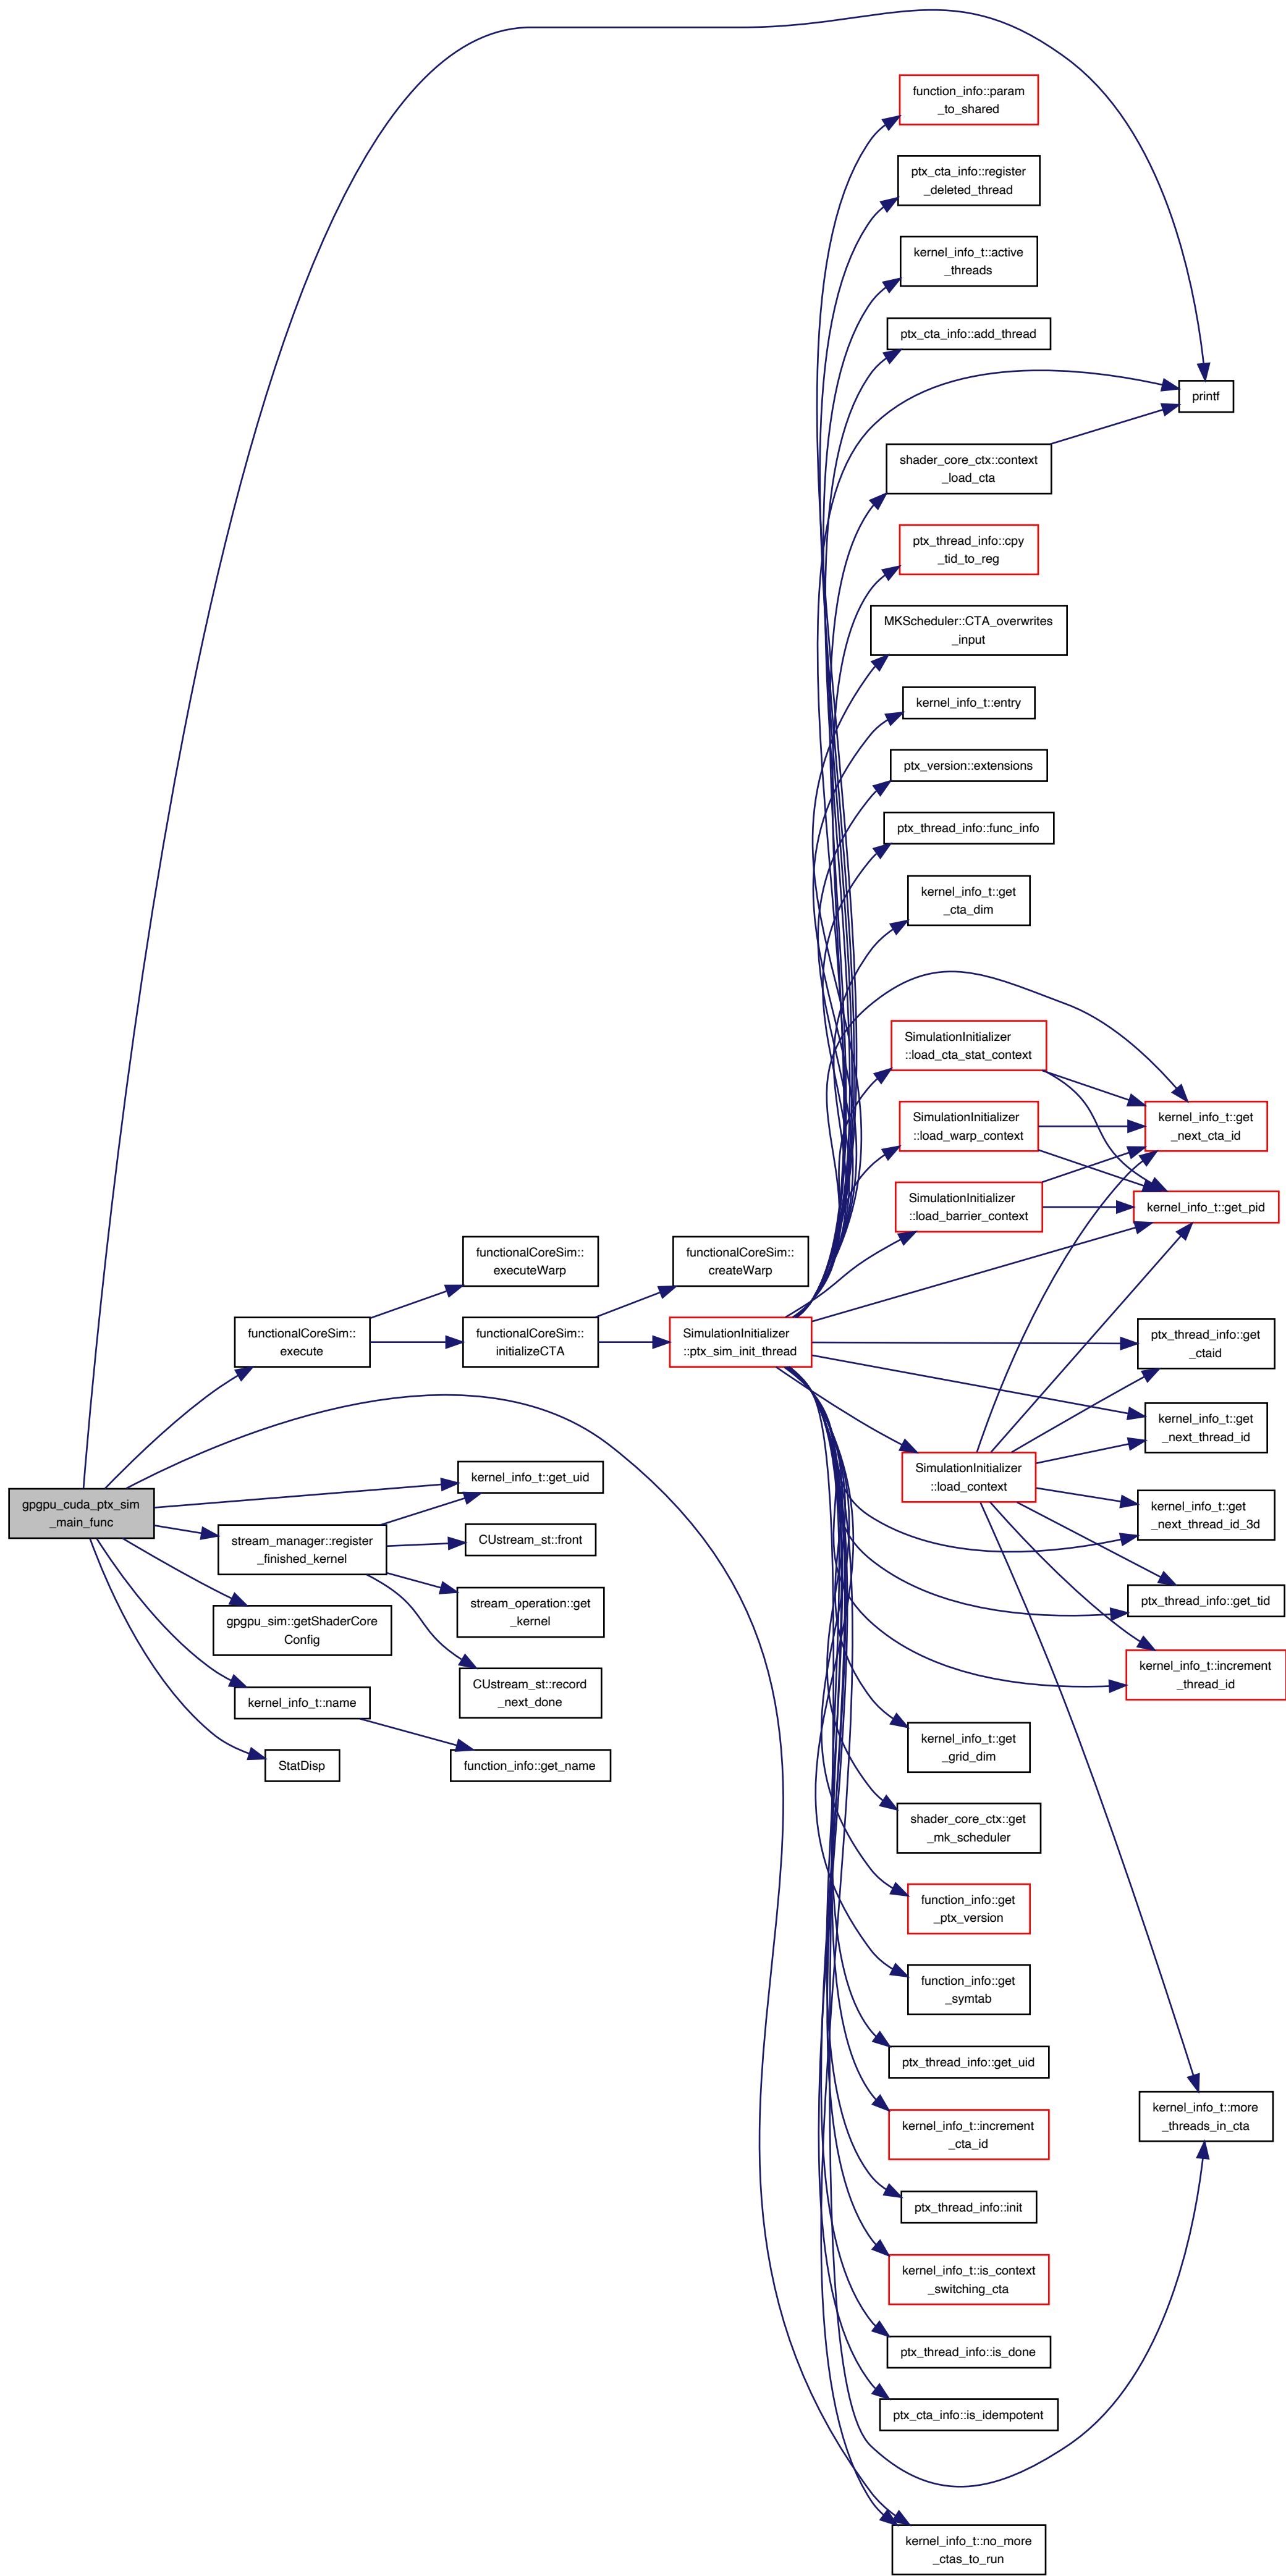 function_info::param
_to_shared
ptx_cta_info::register
_deleted_thread
kernel_info_t::active
_threads
ptx_cta_info::add_thread
printf
shader_core_ctx::context
_load_cta
ptx_thread_info::cpy
_tid_to_reg
MKScheduler::CTA_overwrites
_input
kernel_info_t::entry
ptx_version::extensions
ptx_thread_info::func_info
kernel_info_t::get
_cta_dim
SimulationInitializer
::load_cta_stat_context
SimulationInitializer
::load_warp_context
kernel_info_t::get
_next_cta_id
SimulationInitializer
::load_barrier_context
kernel_info_t::get_pid
functionalCoreSim::
executeWarp
functionalCoreSim::
createWarp
functionalCoreSim::
execute
functionalCoreSim::
initializeCTA
SimulationInitializer
::ptx_sim_init_thread
ptx_thread_info::get
_ctaid
kernel_info_t::get
_next_thread_id
SimulationInitializer
::load_context
kernel_info_t::get_uid
gpgpu_cuda_ptx_sim
_main_func
kernel_info_t::get
_next_thread_id_3d
stream_manager::register
_finished_kernel
CUstream_st::front
stream_operation::get
_kernel
ptx_thread_info::get_tid
gpgpu_sim::getShaderCore
Config
kernel_info_t::increment
_thread_id
CUstream_st::record
_next_done
kernel_info_t::name
kernel_info_t::get
_grid_dim
StatDisp
function_info::get_name
shader_core_ctx::get
_mk_scheduler
function_info::get
_ptx_version
function_info::get
_symtab
ptx_thread_info::get_uid
kernel_info_t::more
_threads_in_cta
kernel_info_t::increment
_cta_id
ptx_thread_info::init
kernel_info_t::is_context
_switching_cta
ptx_thread_info::is_done
ptx_cta_info::is_idempotent
kernel_info_t::no_more
_ctas_to_run